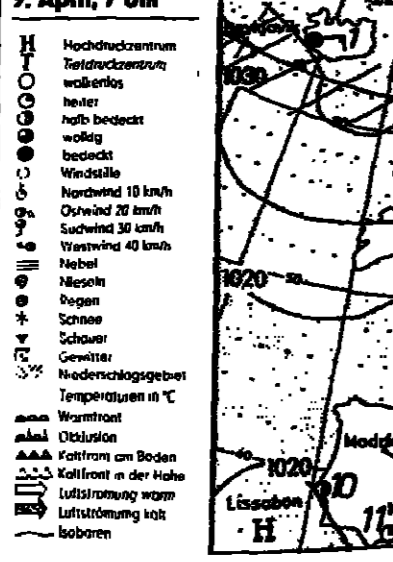 9. April, 7 Uhr
H Hochdruckzentrum
T Tiefdruckzentrum
wolkenlos
heiter
halb bedeckt
wolkig
bedeckt
Windstille
Nordwind 10 km/h
Ostwind 20 km/h
Südwind 30 km/h
Westwind 40 km/h
Nebel
Nieseln
Regen
Schnee
Schauer
Gewitter
Niederschlagsgebiet
Temperaturen in °C
Warmfront
Okklusion
Kaltfront am Boden
Kaltfront in der Höhe
Luftströmung warm
Luftströmung kalt
Isobaren
1030
1020
50
40
1020
Lissabon
10
H
11